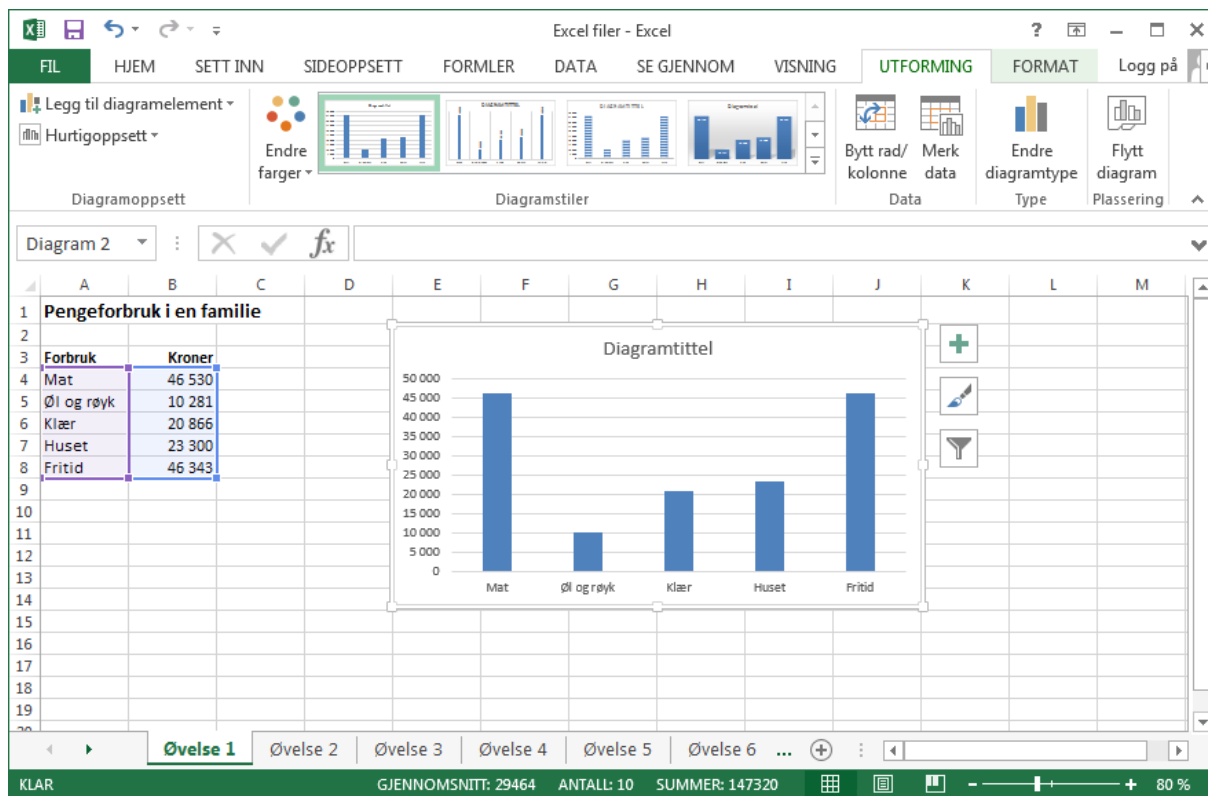 Excel filer - Excel
?
FIL HJEM SETT INN SIDEOPPSETT FORMLER DATA SE GJENNOM VISNING UTFORMING FORMAT Logg på
Legg til diagramelement
Hurtigoppsett
Endre
farger
Bytt rad/
kolonne
Merk
data
Endre
diagramtype
Flytt
diagram
Diagramoppsett Diagramstiler Data Type Plassering
Diagram 2 fx
A B C D E F G H I J K L M
1 Pengeforbruk i en familie
2
3 Forbruk Kroner
4 Mat 46 530
5 Øl og røyk 10 281
6 Klær 20 866
7 Huset 23 300
8 Fritid 46 343
9
10
11
12
13
14
15
16
17
18
19
Diagramtittel
50 000
45 000
40 000
35 000
30 000
25 000
20 000
15 000
10 000
5 000
0
Mat Øl og røyk Klær Huset Fritid
Øvelse 1 Øvelse 2 Øvelse 3 Øvelse 4 Øvelse 5 Øvelse 6 ...
KLAR GJENNOMSNITT: 29464 ANTALL: 10 SUMMER: 147320 80 %